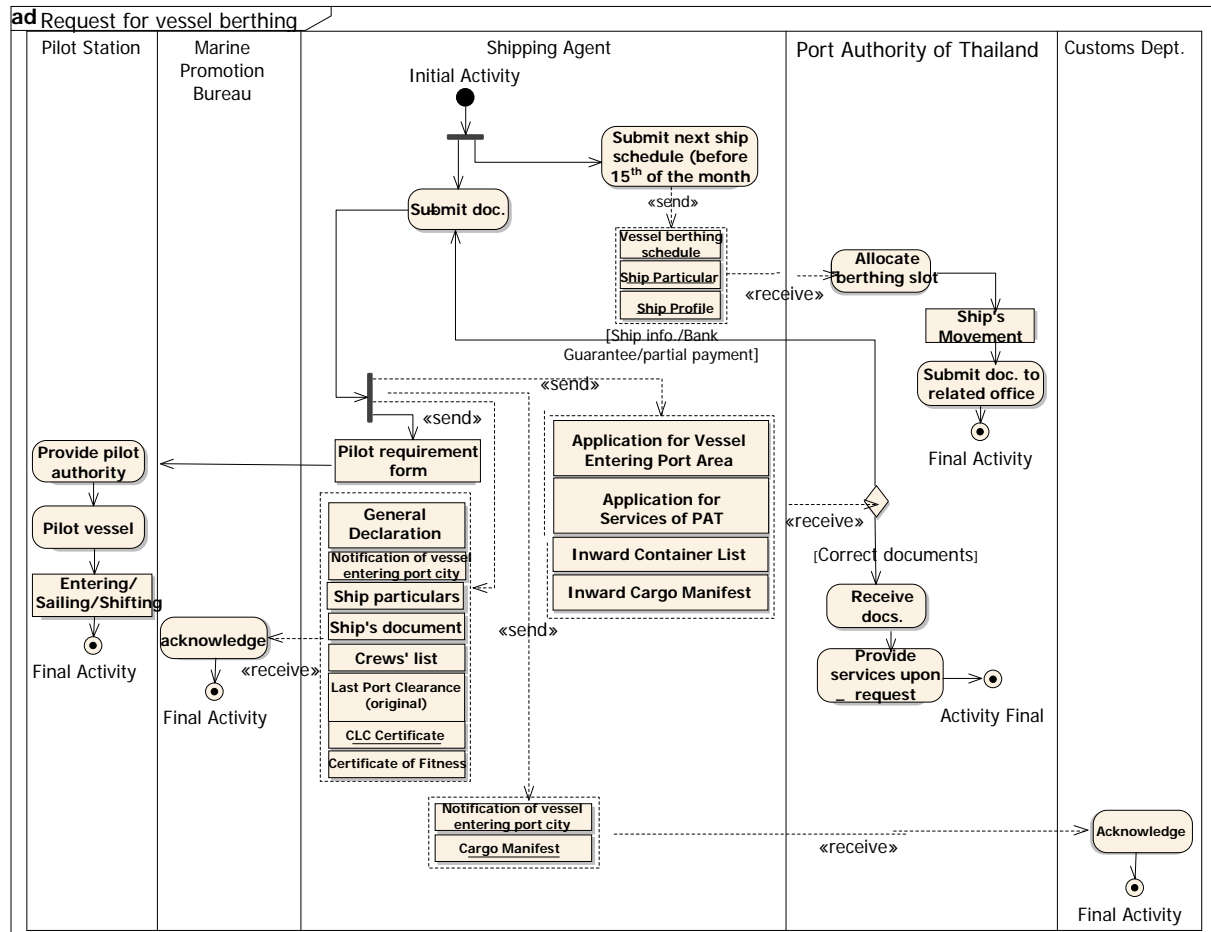 ad Request for vessel berthing
Pilot Station
Marine
Promotion
Bureau
Shipping Agent
Port Authority of Thailand
Customs Dept.
Initial Activity
Submit next ship
schedule (before
15th of the month
Submit doc.
«send»
Vessel berthing
schedule
Ship Particular
Ship Profile
«receive»
Allocate
berthing slot
Ship's
Movement
Submit doc. to
related office
Final Activity
[Ship info./Bank
Guarantee/partial payment]
«send»
«send»
Pilot requirement
form
Provide pilot
authority
Pilot vessel
Entering/
Sailing/Shifting
Final Activity
Application for Vessel
Entering Port Area
Application for
Services of PAT
Inward Container List
Inward Cargo Manifest
«receive»
[Correct documents]
Receive
docs.
Provide
services upon
_ request
Activity Final
General
Declaration
Notification of vessel
entering port city
Ship particulars
Ship's document
Crews' list
Last Port Clearance
(original)
CLC Certificate
Certificate of Fitness
«send»
acknowledge
«receive»
Final Activity
Notification of vessel
entering port city
Cargo Manifest
«receive»
Acknowledge
Final Activity